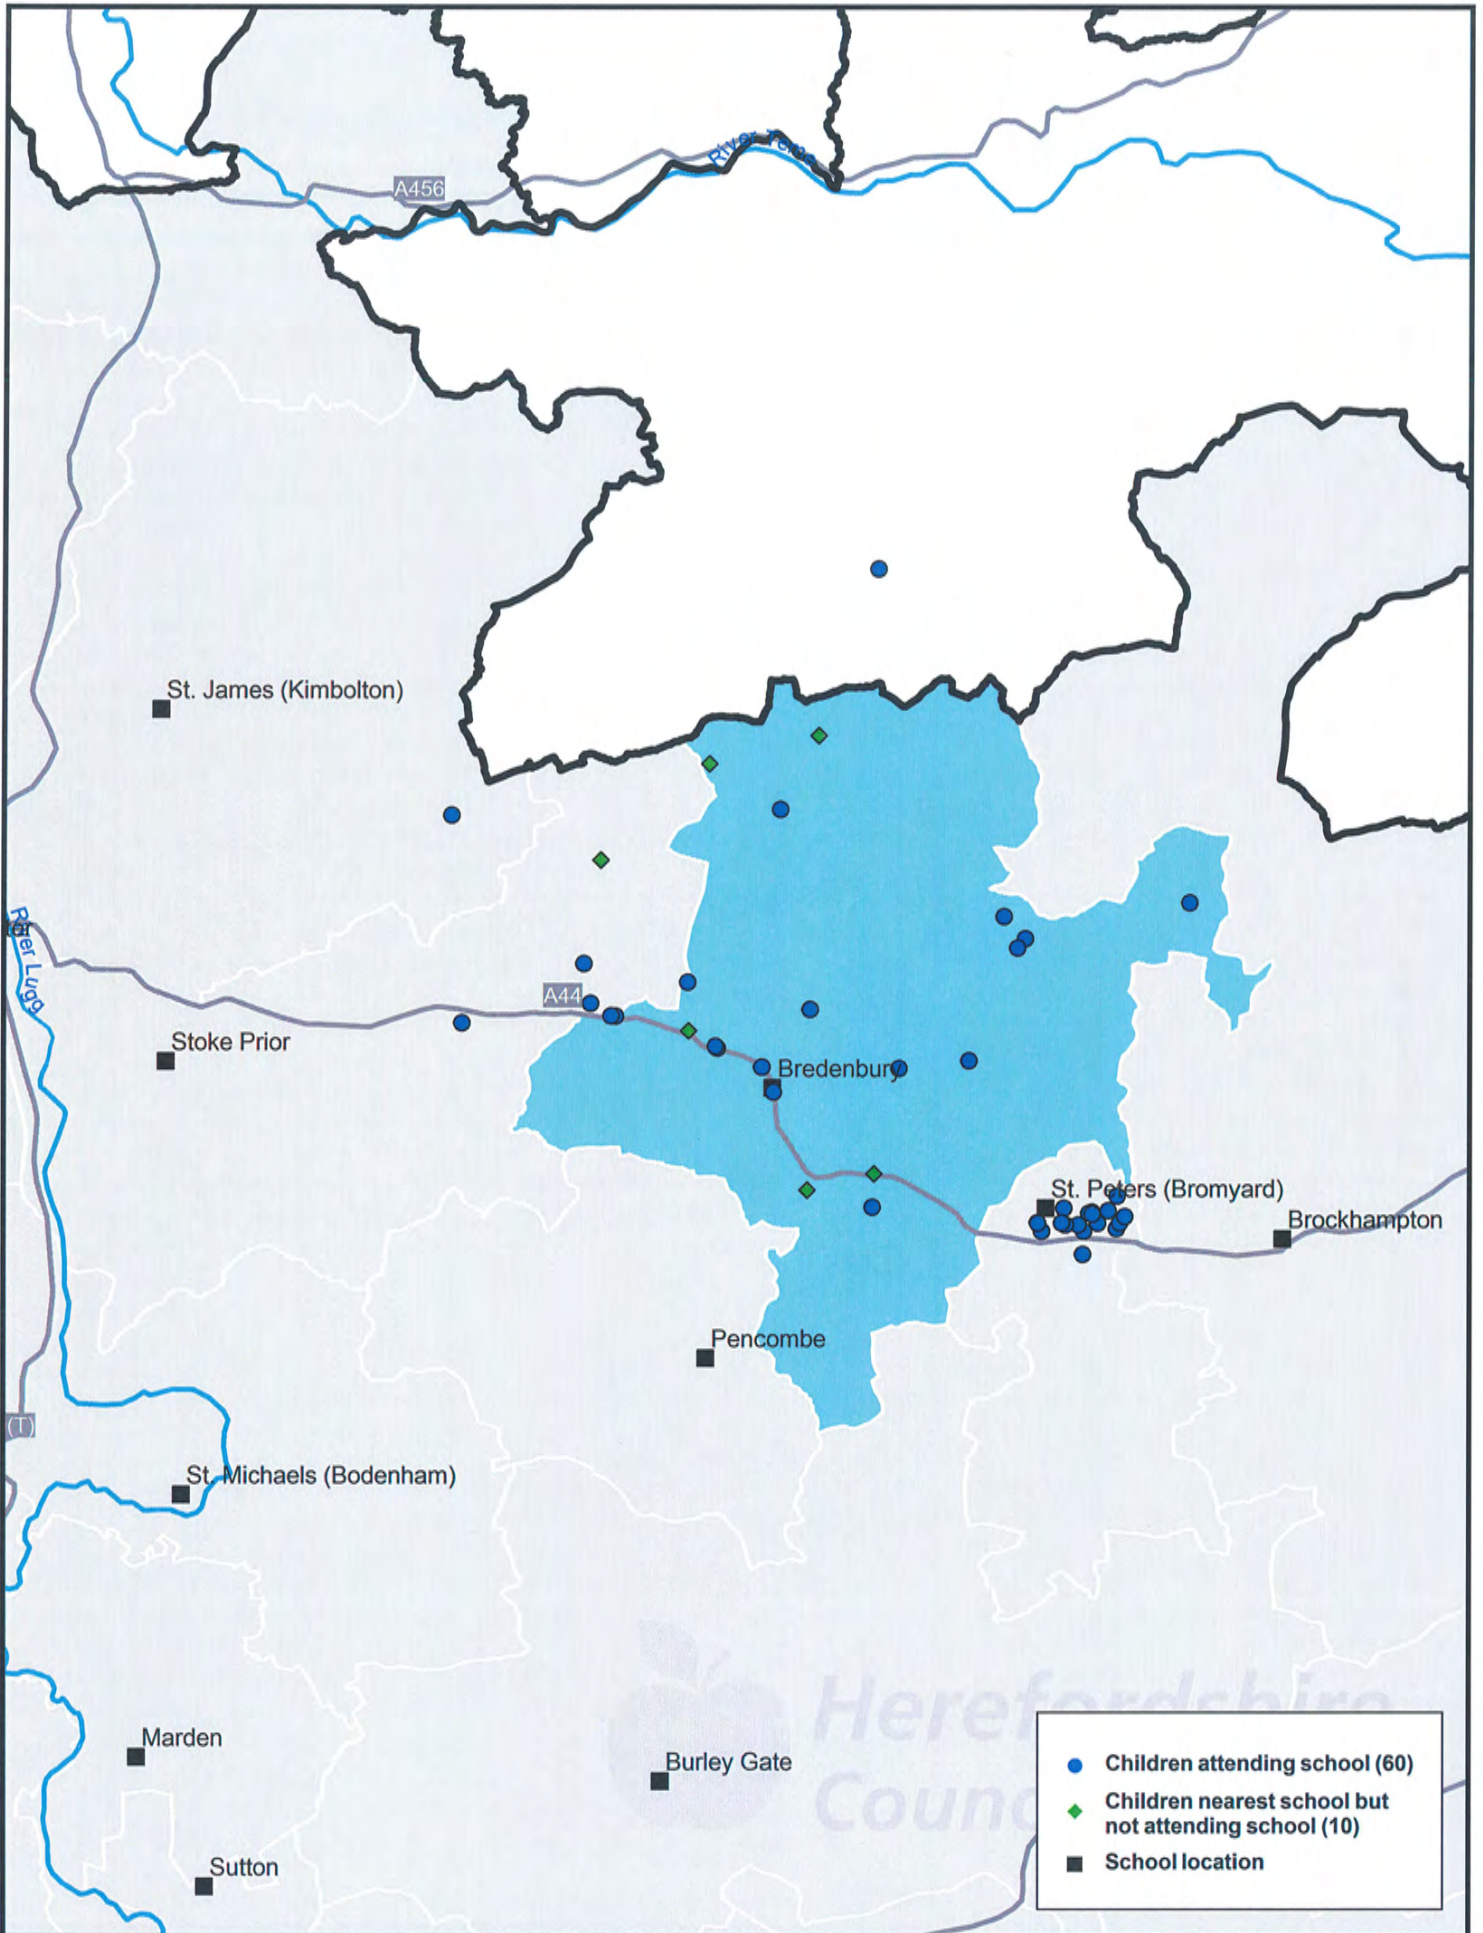 River Teme
A456
St. James (Kimbolton)
River Lugg
A44
Stoke Prior
Bredenbury
St. Peters (Bromyard)
Brockhampton
Pencombe
(T)
St. Michaels (Bodenham)
Herefordshire
Marden
Burley Gate
Children attending school (60)
Children nearest school but
not attending school (10)
School location
Sutton